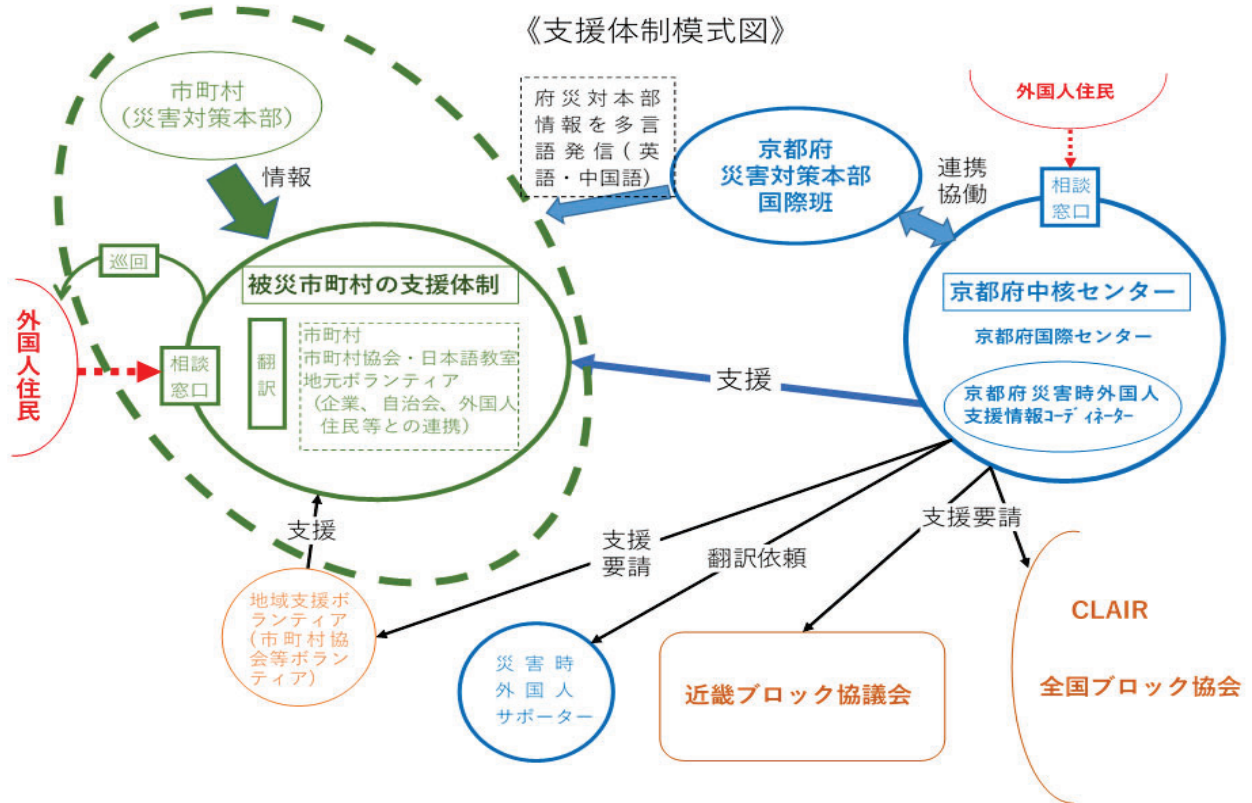 《支援体制模式図》
市町村
(災害対策本部)
情報
府災対本部
情報を多言
語発信(英
語・中国語)
京都府
災害対策本部
国際班
連携
協働
外国人住民
相談
窓口
巡回
外国人住民
相談
窓口
被災市町村の支援体制
翻訳
市町村
市町村協会・日本語教室
地元ボランティア
(企業、自治会、外国人
住民等との連携)
支援
京都府中核センター
京都府国際センター
京都府災害時外国人
支援情報ｺｰﾃﾞｨﾈｰﾀｰ
支援
支援
要請
翻訳依頼
支援要請
地域支援ボ
ランティア
(市町村協
会等ボラン
ティア)
災害時
外国人
サポーター
近畿ブロック協議会
CLAIR
全国ブロック協会